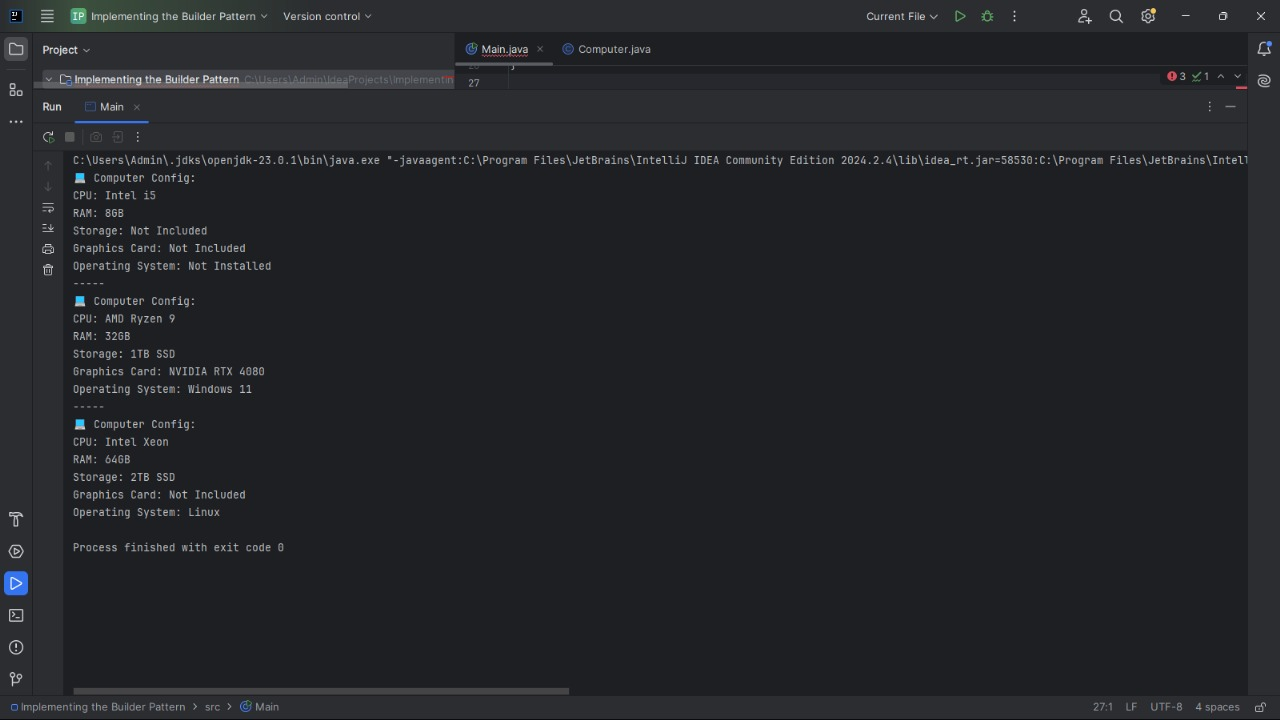 IP Implementing the Builder Pattern Version control Current File
Project Main.java Computer.java
Implementing the Builder Pattern C:\Users\Admin\IdeaProjects\Implementin
27 3 1
Run Main
C:\Users\Admin\.jdks\openjdk-23.0.1\bin\java.exe "-javaagent:C:\Program Files\JetBrains\IntelliJ IDEA Community Edition 2024.2.4\lib\idea_rt.jar=58530:C:\Program Files\JetBrains\Intell
💻 Computer Config:
CPU: Intel i5
RAM: 8GB
Storage: Not Included
Graphics Card: Not Included
Operating System: Not Installed
-----
💻 Computer Config:
CPU: AMD Ryzen 9
RAM: 32GB
Storage: 1TB SSD
Graphics Card: NVIDIA RTX 4080
Operating System: Windows 11
-----
💻 Computer Config:
CPU: Intel Xeon
RAM: 64GB
Storage: 2TB SSD
Graphics Card: Not Included
Operating System: Linux
Process finished with exit code 0
Implementing the Builder Pattern > src > Main 27:1 LF UTF-8 4 spaces